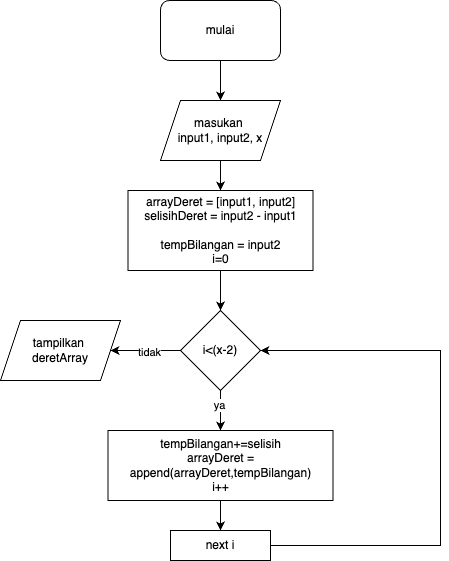 mulai
masukan
input1, input2, x
arrayDeret = [input1, input2]
selisihDeret = input2 - input1
tempBilangan = input2
i=0
i<(x-2)
tidak
tampilkan
deretArray
ya
tempBilangan+=selisih
arrayDeret =
append(arrayDeret,tempBilangan)
i++
next i